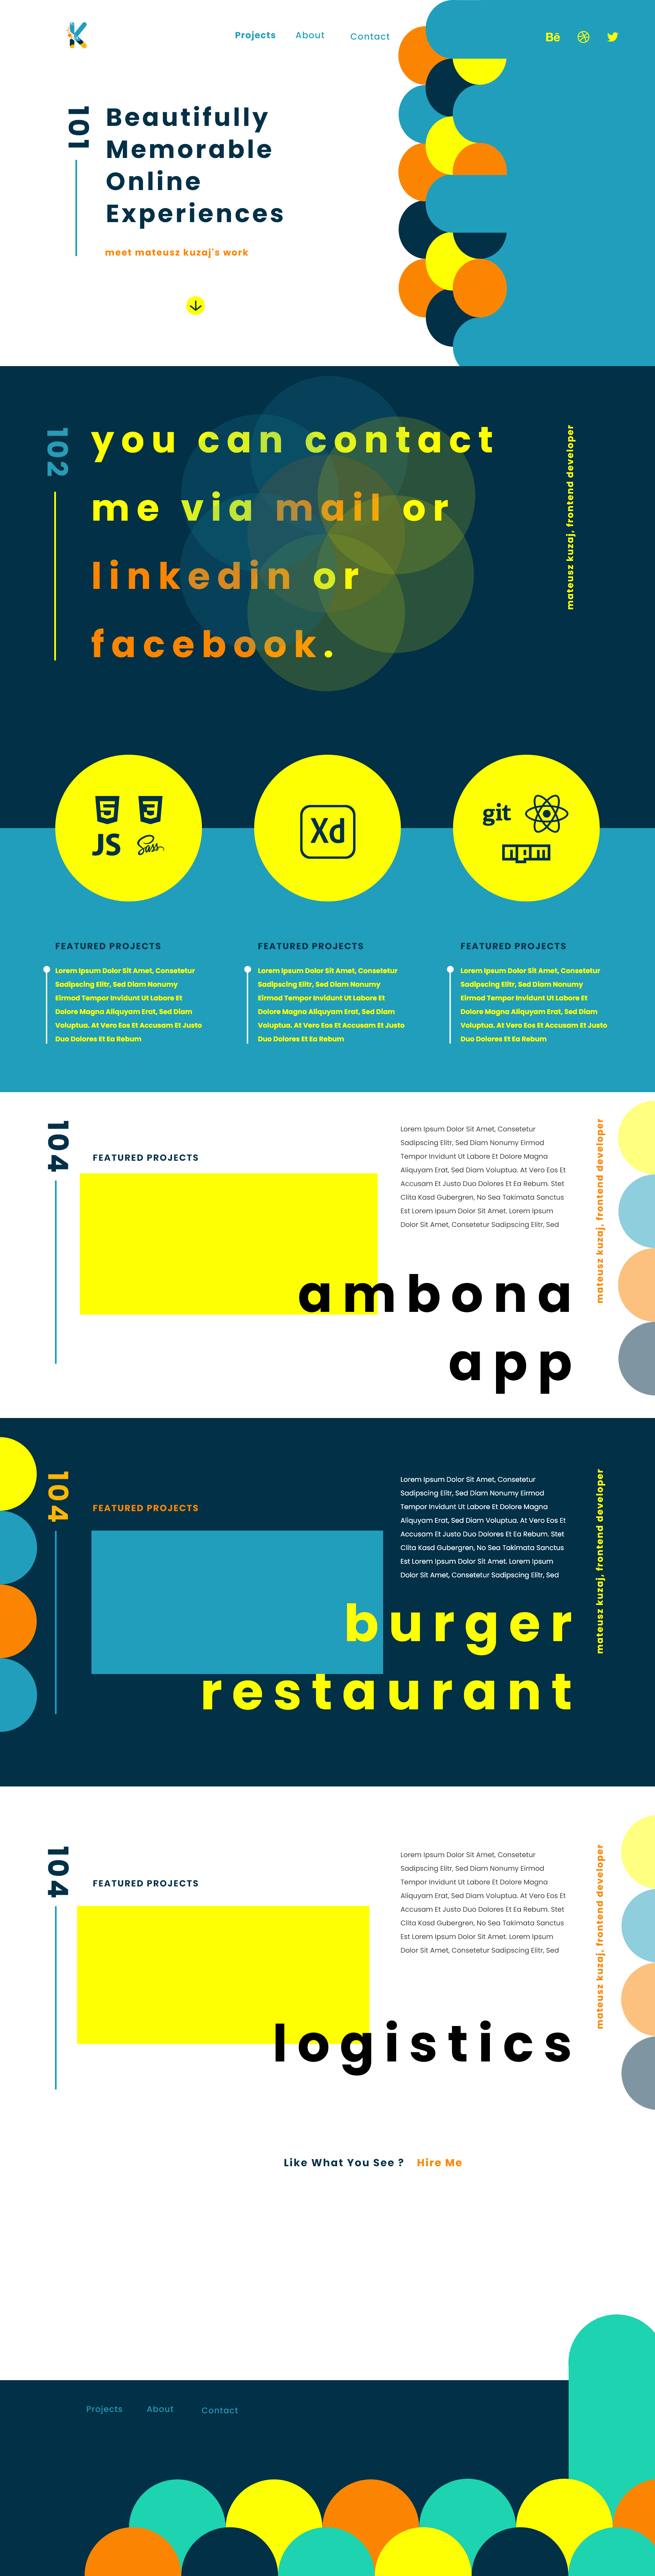 K
Projects About Contact
Bē
101
Beautifully
Memorable
Online
Experiences
meet mateusz kuzaj's work
102
you can contact
me via mail or
linkedin or
facebook.
mateusz kuzaj, frontend developer
5 3
JS Sass
Xd
git
npm
FEATURED PROJECTS
Lorem Ipsum Dolor Sit Amet, Consetetur
Sadipscing Elitr, Sed Diam Nonumy
Eirmod Tempor Invidunt Ut Labore Et
Dolore Magna Aliquyam Erat, Sed Diam
Voluptua. At Vero Eos Et Accusam Et Justo
Duo Dolores Et Ea Rebum
FEATURED PROJECTS
Lorem Ipsum Dolor Sit Amet, Consetetur
Sadipscing Elitr, Sed Diam Nonumy
Eirmod Tempor Invidunt Ut Labore Et
Dolore Magna Aliquyam Erat, Sed Diam
Voluptua. At Vero Eos Et Accusam Et Justo
Duo Dolores Et Ea Rebum
FEATURED PROJECTS
Lorem Ipsum Dolor Sit Amet, Consetetur
Sadipscing Elitr, Sed Diam Nonumy
Eirmod Tempor Invidunt Ut Labore Et
Dolore Magna Aliquyam Erat, Sed Diam
Voluptua. At Vero Eos Et Accusam Et Justo
Duo Dolores Et Ea Rebum
104
FEATURED PROJECTS
Lorem Ipsum Dolor Sit Amet, Consetetur
Sadipscing Elitr, Sed Diam Nonumy Eirmod
Tempor Invidunt Ut Labore Et Dolore Magna
Aliquyam Erat, Sed Diam Voluptua. At Vero Eos Et
Accusam Et Justo Duo Dolores Et Ea Rebum. Stet
Clita Kasd Gubergren, No Sea Takimata Sanctus
Est Lorem Ipsum Dolor Sit Amet. Lorem Ipsum
Dolor Sit Amet, Consetetur Sadipscing Elitr, Sed
mateusz kuzaj, frontend developer
ambona
app
104
FEATURED PROJECTS
Lorem Ipsum Dolor Sit Amet, Consetetur
Sadipscing Elitr, Sed Diam Nonumy Eirmod
Tempor Invidunt Ut Labore Et Dolore Magna
Aliquyam Erat, Sed Diam Voluptua. At Vero Eos Et
Accusam Et Justo Duo Dolores Et Ea Rebum. Stet
Clita Kasd Gubergren, No Sea Takimata Sanctus
Est Lorem Ipsum Dolor Sit Amet. Lorem Ipsum
Dolor Sit Amet, Consetetur Sadipscing Elitr, Sed
mateusz kuzaj, frontend developer
burger
restaurant
104
FEATURED PROJECTS
Lorem Ipsum Dolor Sit Amet, Consetetur
Sadipscing Elitr, Sed Diam Nonumy Eirmod
Tempor Invidunt Ut Labore Et Dolore Magna
Aliquyam Erat, Sed Diam Voluptua. At Vero Eos Et
Accusam Et Justo Duo Dolores Et Ea Rebum. Stet
Clita Kasd Gubergren, No Sea Takimata Sanctus
Est Lorem Ipsum Dolor Sit Amet. Lorem Ipsum
Dolor Sit Amet, Consetetur Sadipscing Elitr, Sed
mateusz kuzaj, frontend developer
logistics
Like What You See ? Hire Me
Projects About Contact